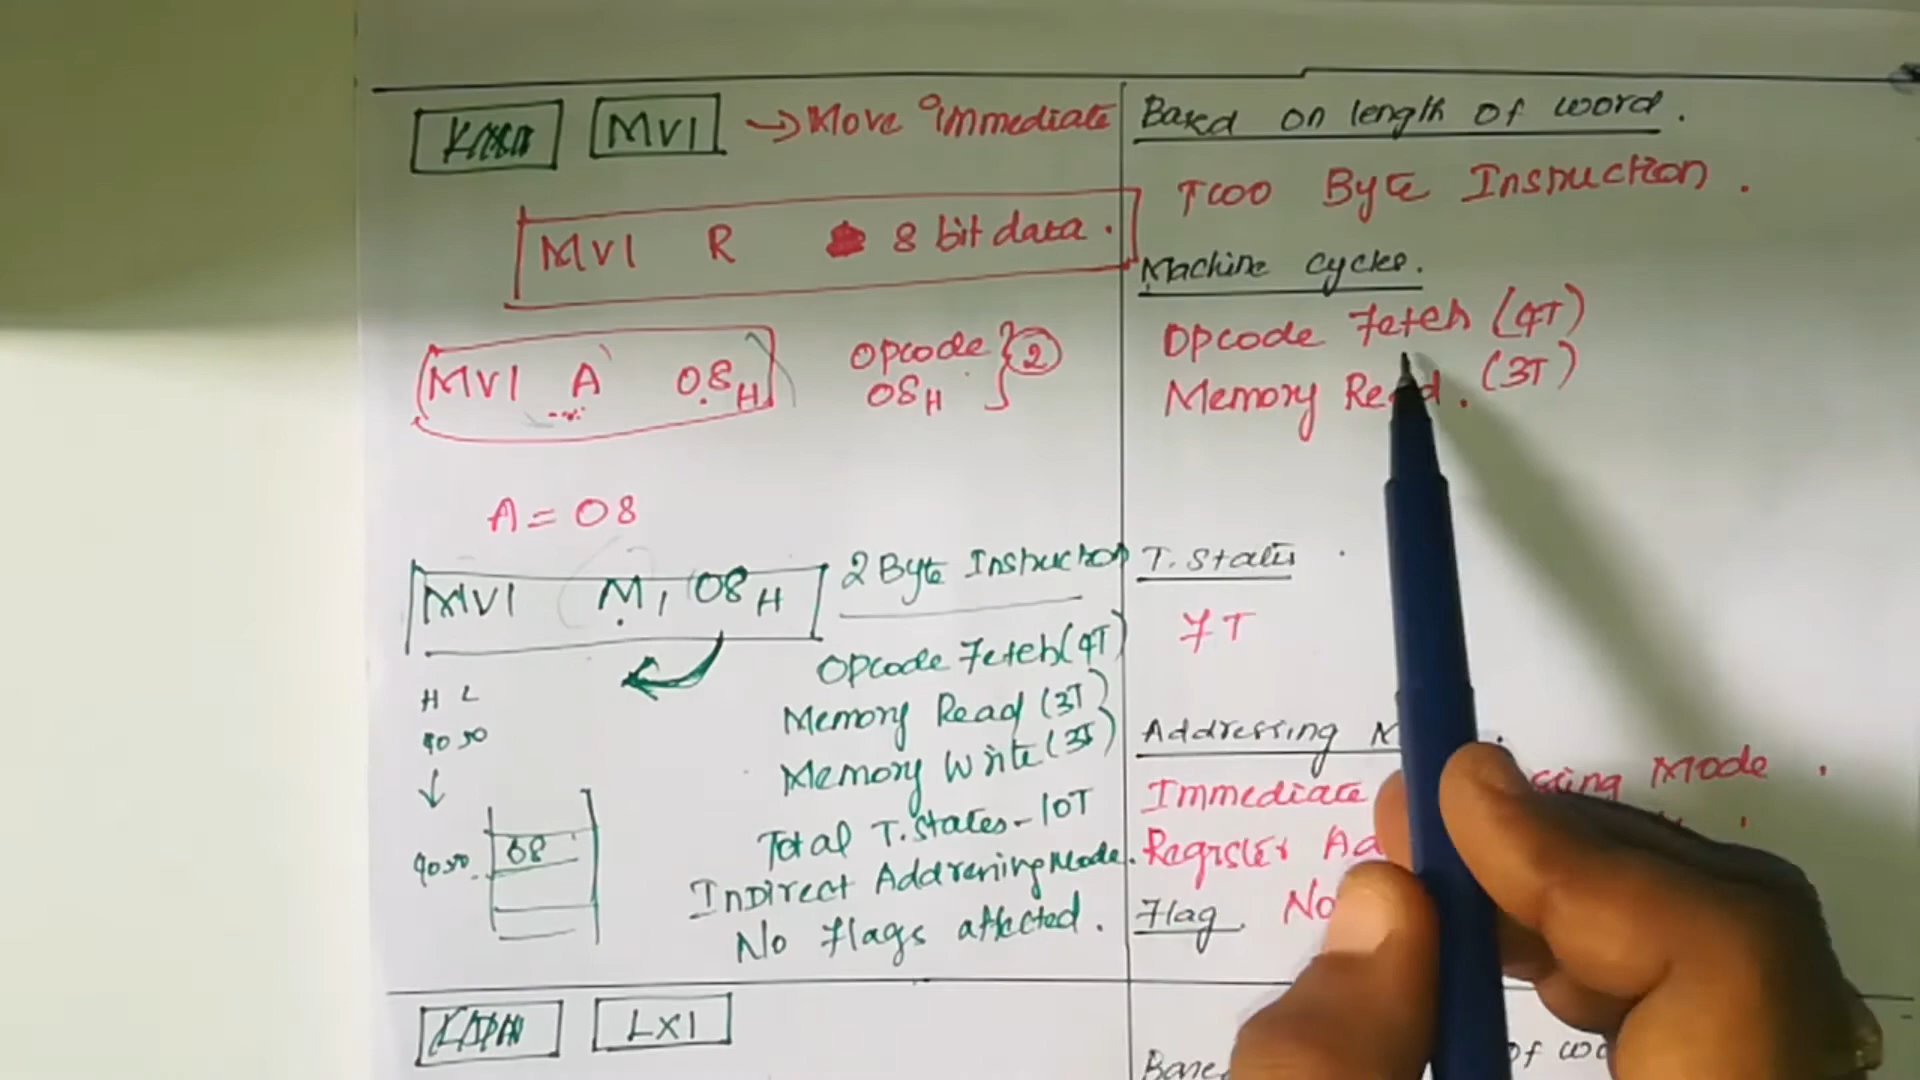 MVI → Move Immediate
MVI R 8 bit data.
MVI A 08H
Opcode
08H } 2
A = 08
MVI M, 08H
2 Byte Instruction
Opcode Fetch (4T)
Memory Read (3T)
Memory Write (3T)
Total T. States - 10T
Indirect Addressing Mode.
No Flags affected.
H L
9050
↓
9050
08
LXI
Based on length of word.
Two Byte Instruction.
Machine cycles.
Opcode Fetch (4T)
Memory Read. (3T)
T. States
7T
Addressing
Immediate Mode.
Register
Flag. No
of